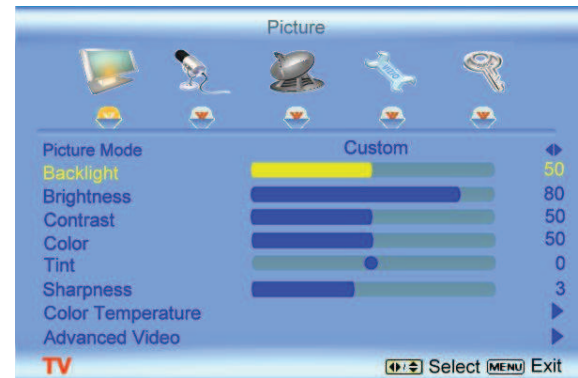 Picture
Picture Mode Custom
Backlight 50
Brightness 80
Contrast 50
Color 50
Tint 0
Sharpness 3
Color Temperature
Advanced Video
TV Select MENU Exit